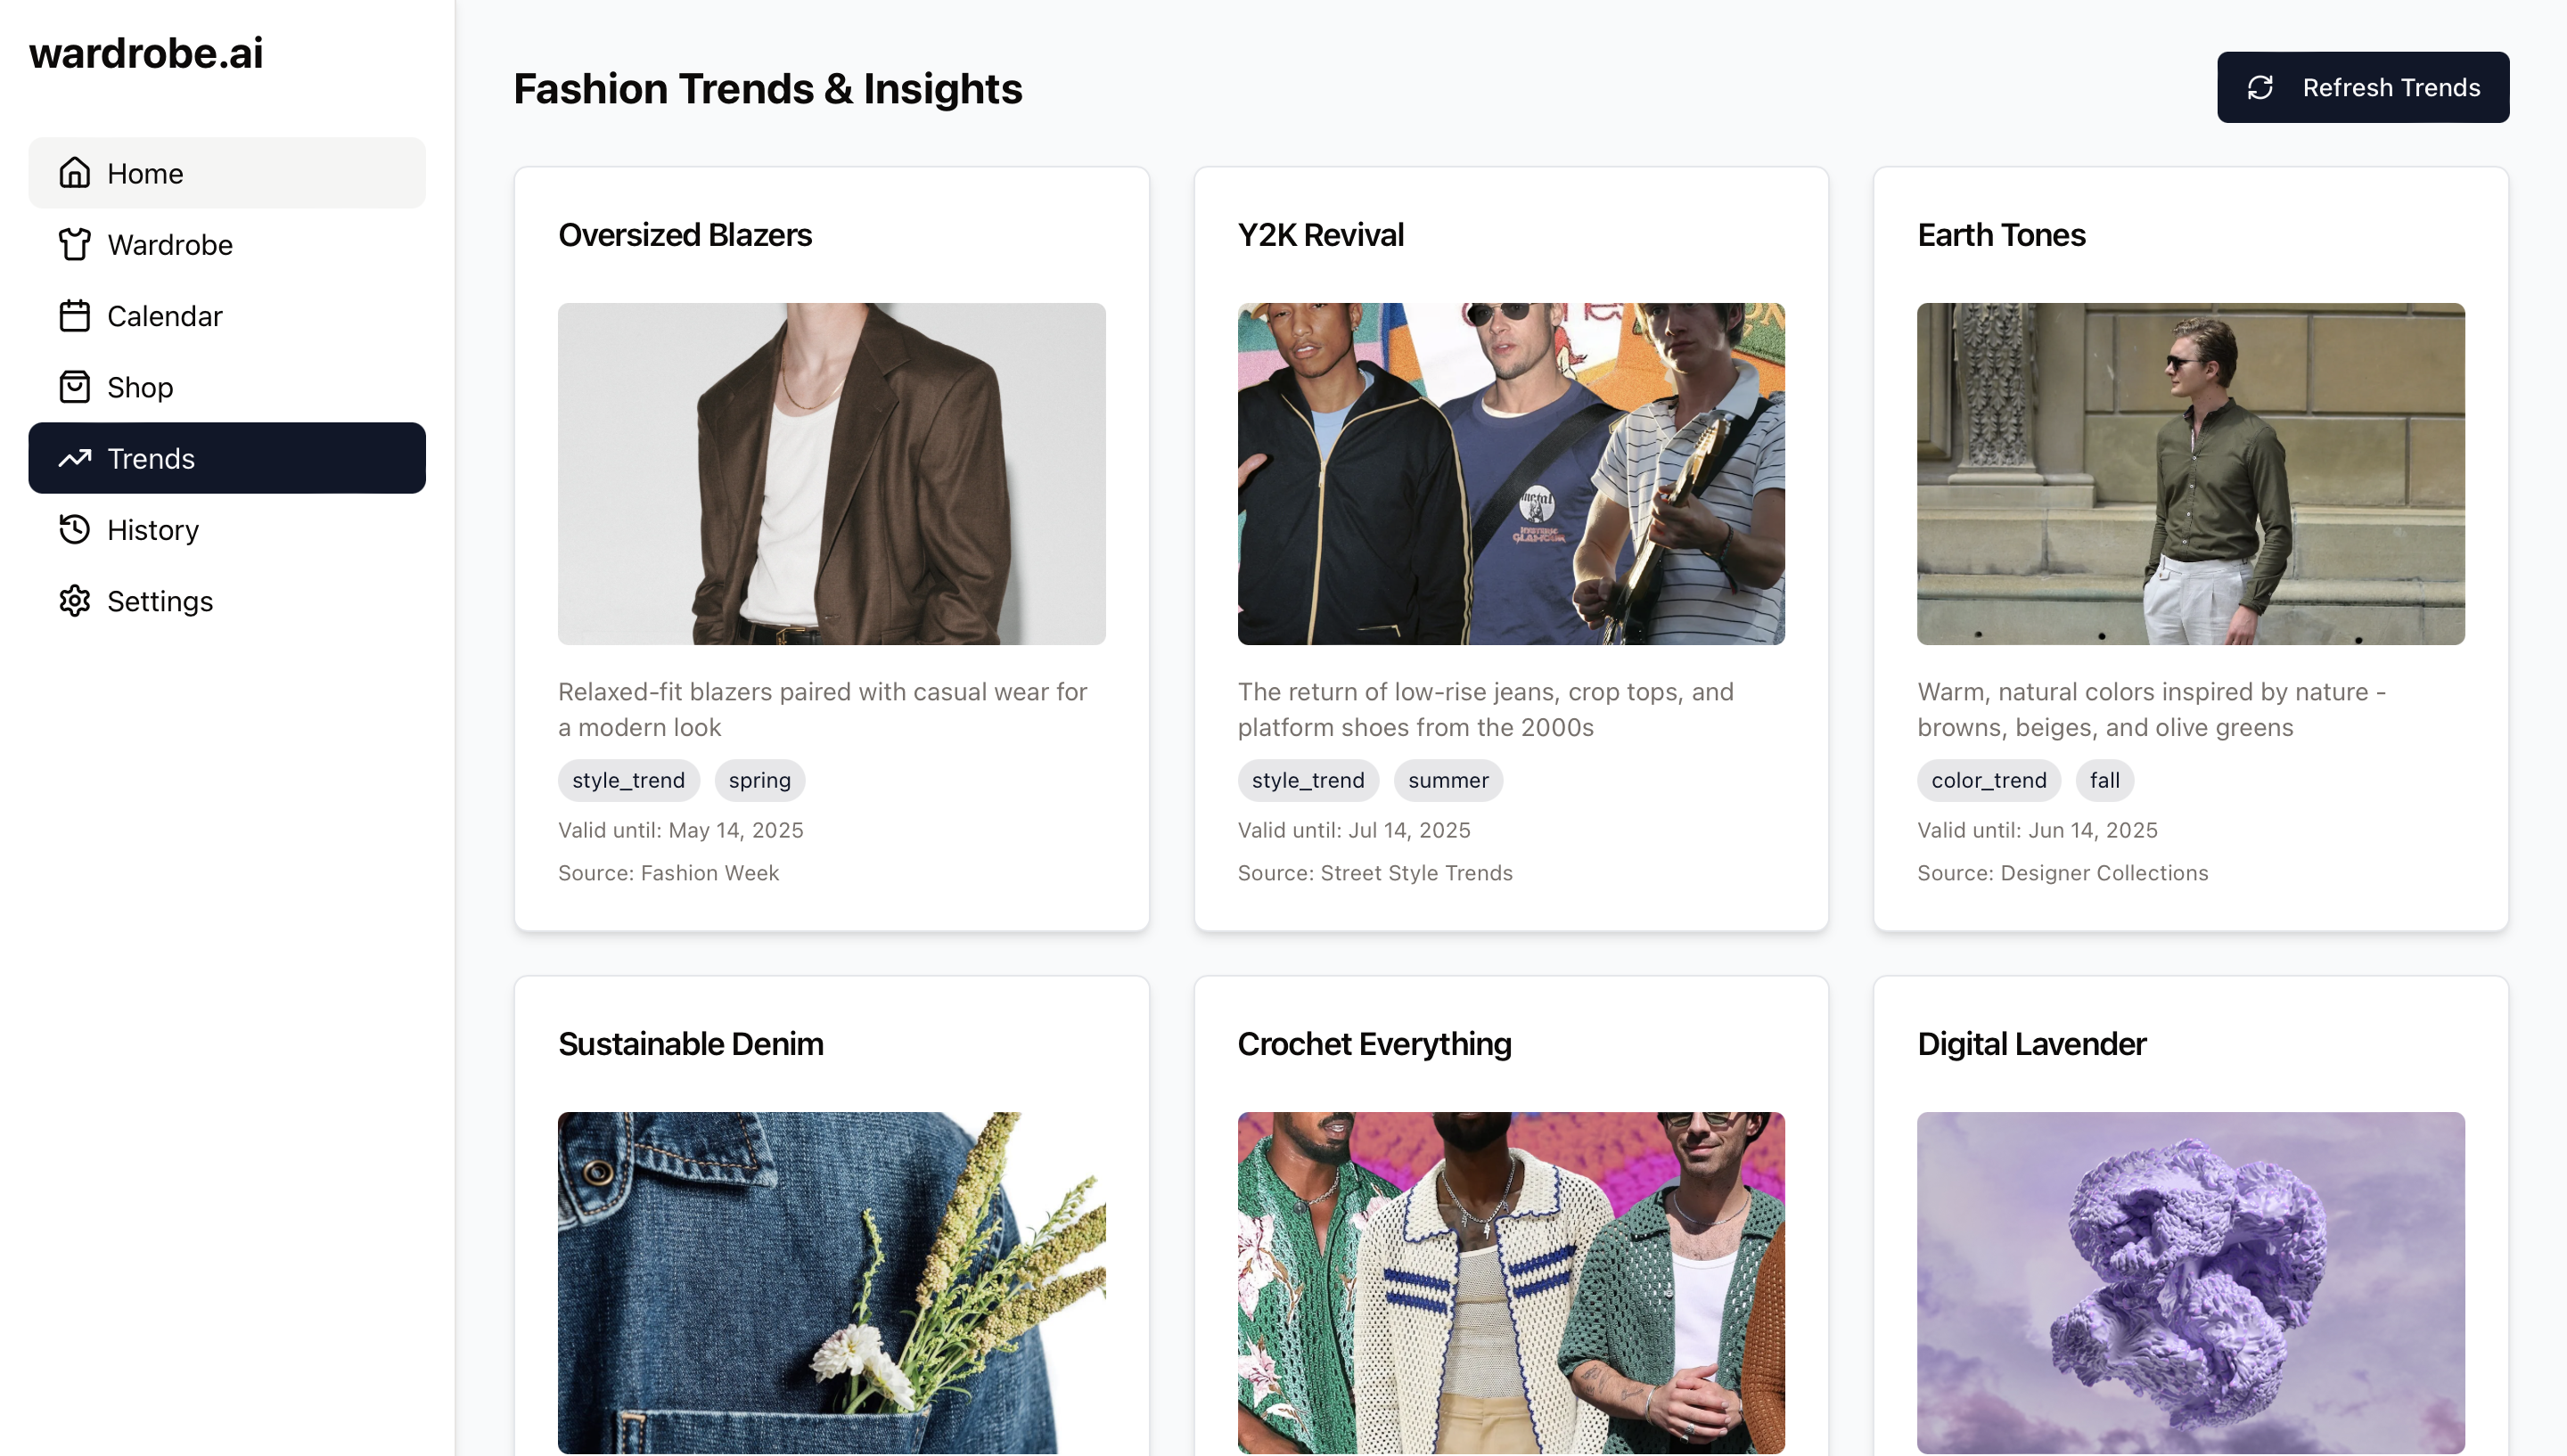 wardrobe.ai
Home
Wardrobe
Calendar
Shop
Trends
History
Settings
Fashion Trends & Insights
Refresh Trends
Oversized Blazers
Relaxed-fit blazers paired with casual wear for
a modern look
style_trend
spring
Valid until: May 14, 2025
Source: Fashion Week
Y2K Revival
metal
HYSTERIC
GLAMOUR
The return of low-rise jeans, crop tops, and
platform shoes from the 2000s
style_trend
summer
Valid until: Jul 14, 2025
Source: Street Style Trends
Earth Tones
Warm, natural colors inspired by nature -
browns, beiges, and olive greens
color_trend
fall
Valid until: Jun 14, 2025
Source: Designer Collections
Sustainable Denim
Crochet Everything
Digital Lavender